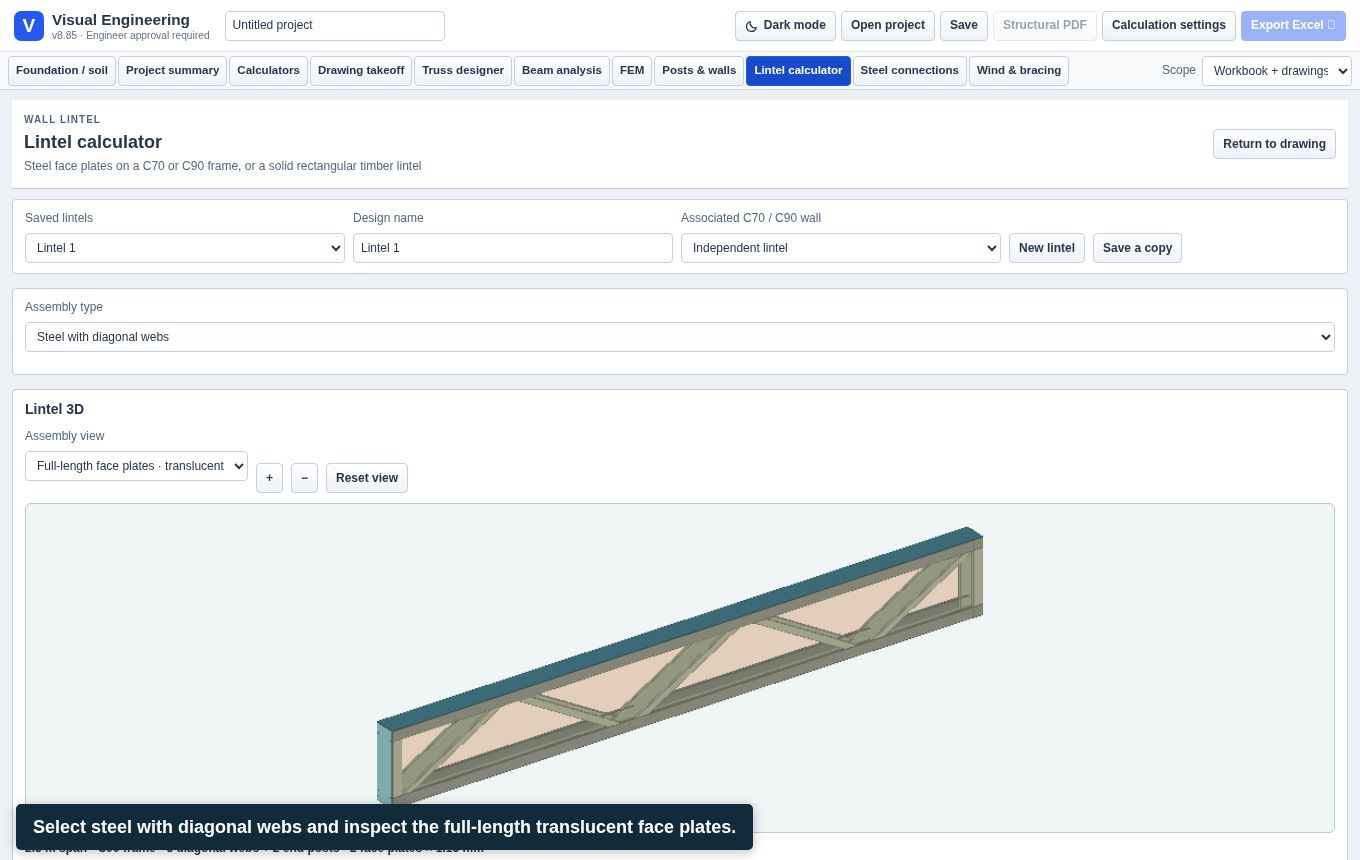 V
Visual Engineering
v8.85 · Engineer approval required
Untitled project
Dark mode
Open project
Save
Structural PDF
Calculation settings
Export Excel
Foundation / soil
Project summary
Calculators
Drawing takeoff
Truss designer
Beam analysis
FEM
Posts & walls
Lintel calculator
Steel connections
Wind & bracing
Scope
Workbook + drawings
WALL LINTEL
Lintel calculator
Steel face plates on a C70 or C90 frame, or a solid rectangular timber lintel
Return to drawing
Saved lintels
Design name
Associated C70 / C90 wall
Lintel 1
Lintel 1
Independent lintel
New lintel
Save a copy
Assembly type
Steel with diagonal webs
Lintel 3D
Assembly view
Full-length face plates · translucent
+
−
Reset view
Select steel with diagonal webs and inspect the full-length translucent face plates.